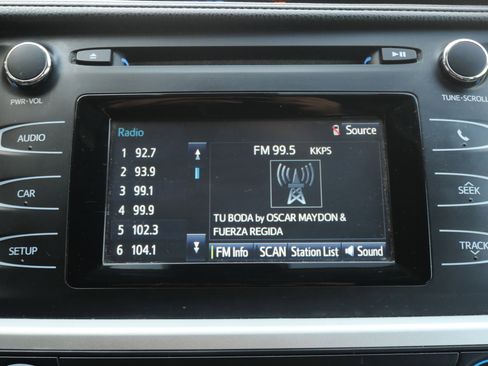 PWR·VOL
TUNE·SCROLL
AUDIO
CAR
SETUP
SEEK
TRACK
Radio
Source
1 92.7
2 93.9
3 99.1
4 99.9
5 102.3
6 104.1
FM 99.5 KKPS
TU BODA by OSCAR MAYDON &
FUERZA REGIDA
FM Info SCAN Station List Sound